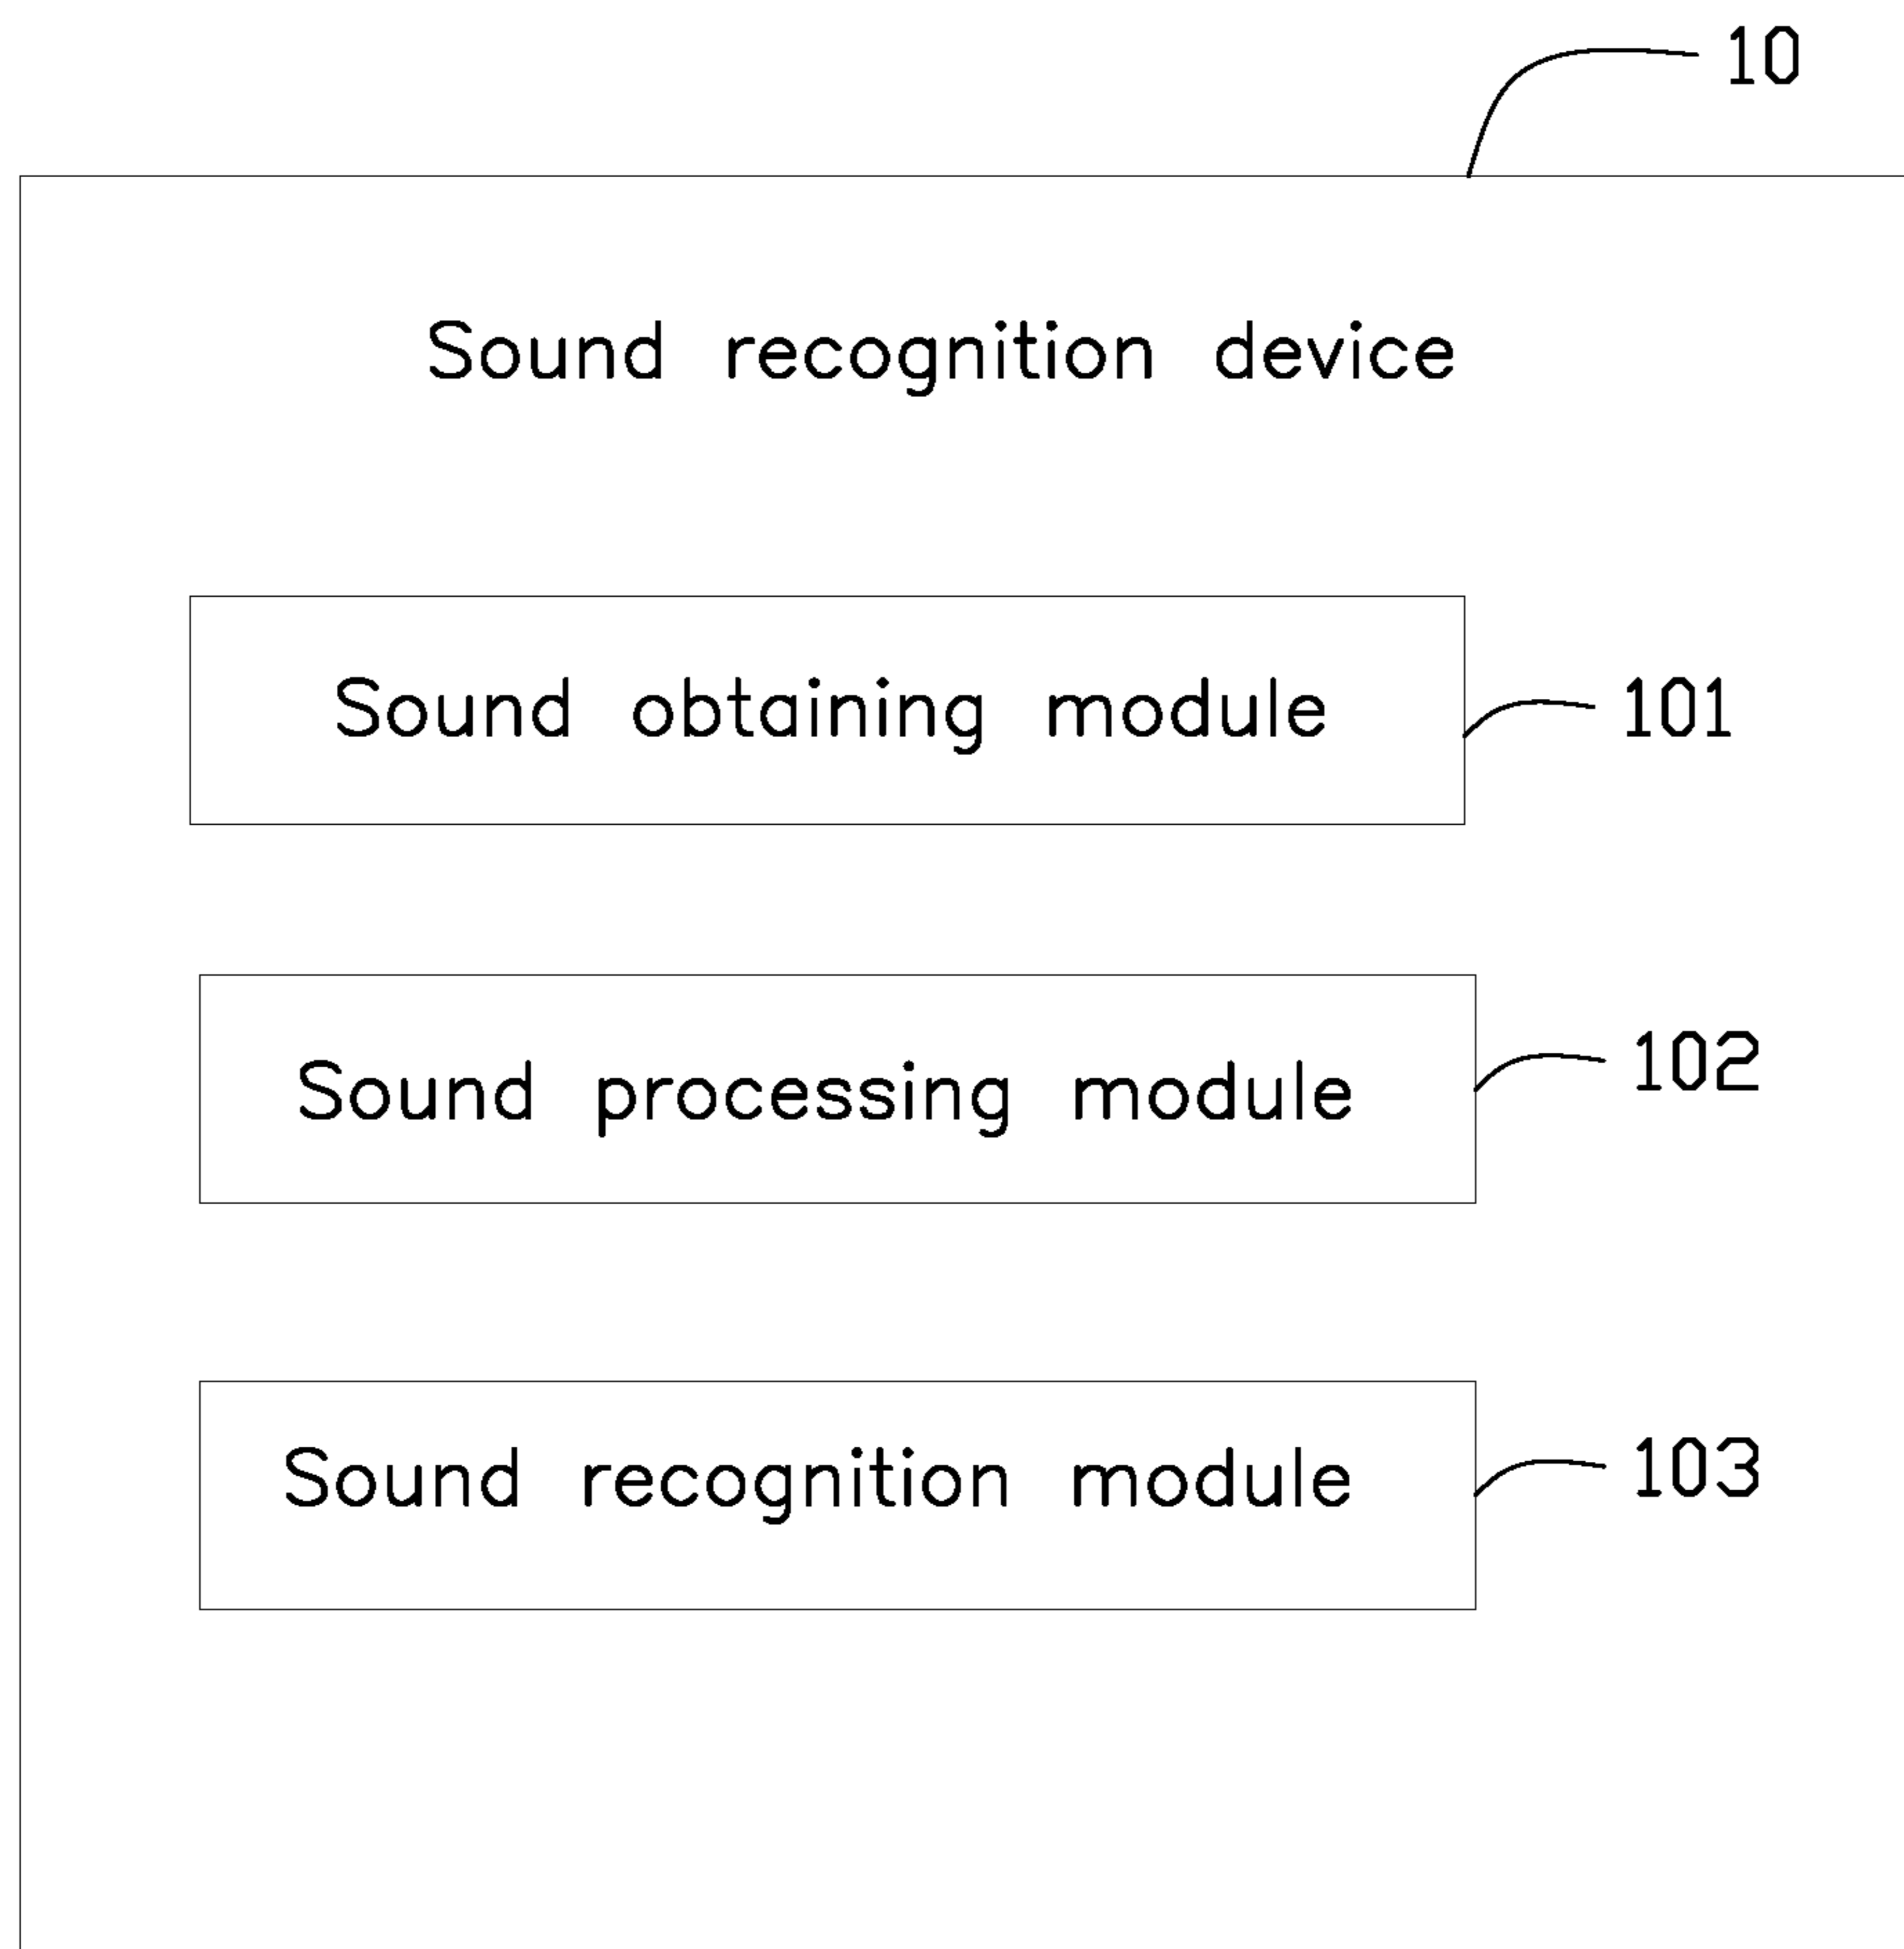 10
Sound recognition device
Sound obtaining module 101
Sound processing module 102
Sound recognition module 103